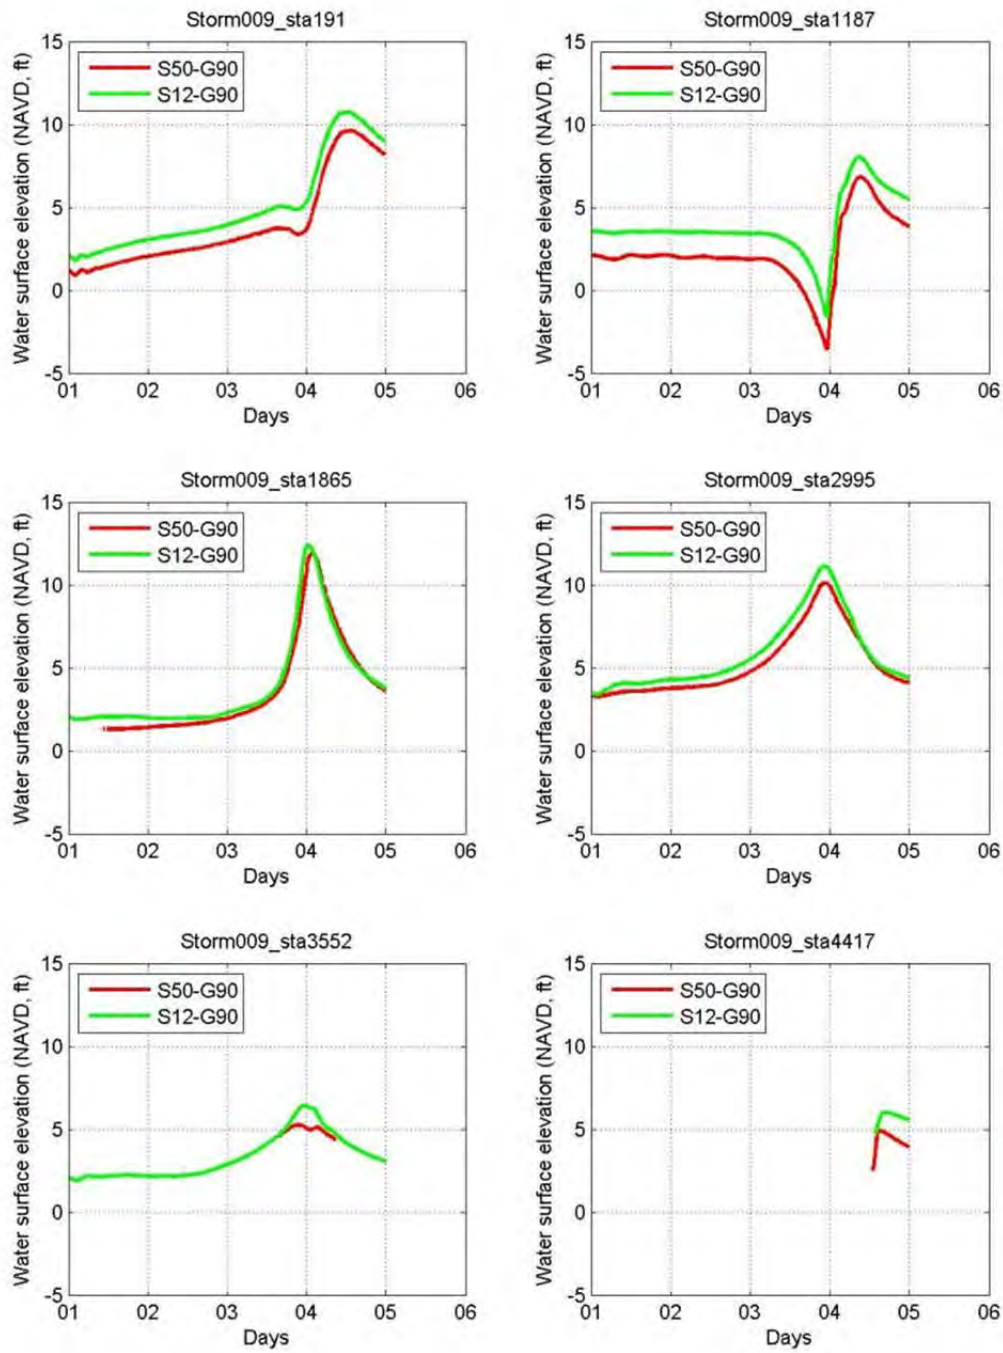 Storm009_sta191
Water surface elevation (NAVD, ft)
15
10
5
0
-5
S50-G90
S12-G90
01 02 03 04 05 06
Days
Storm009_sta1187
Water surface elevation (NAVD, ft)
15
10
5
0
-5
S50-G90
S12-G90
01 02 03 04 05 06
Days
Storm009_sta1865
Water surface elevation (NAVD, ft)
15
10
5
0
-5
S50-G90
S12-G90
01 02 03 04 05 06
Days
Storm009_sta2995
Water surface elevation (NAVD, ft)
15
10
5
0
-5
S50-G90
S12-G90
01 02 03 04 05 06
Days
Storm009_sta3552
Water surface elevation (NAVD, ft)
15
10
5
0
-5
S50-G90
S12-G90
01 02 03 04 05 06
Days
Storm009_sta4417
Water surface elevation (NAVD, ft)
15
10
5
0
-5
S50-G90
S12-G90
01 02 03 04 05 06
Days